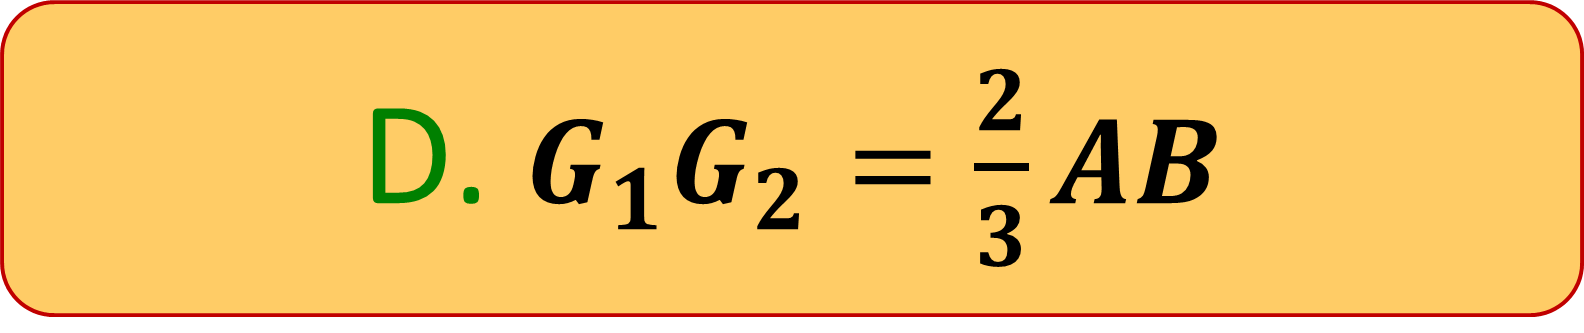 D. G₁G₂ = 2/3 AB